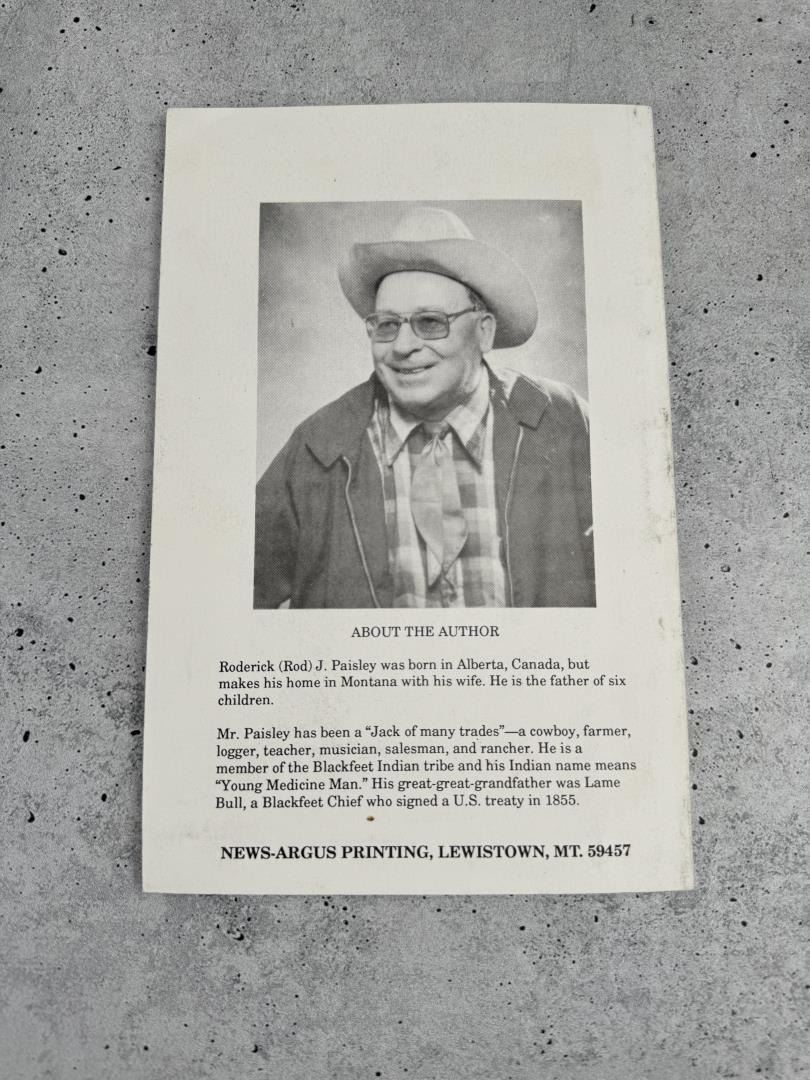 ABOUT THE AUTHOR
Roderick (Rod) J. Paisley was born in Alberta, Canada, but
makes his home in Montana with his wife. He is the father of six
children.
Mr. Paisley has been a “Jack of many trades”—a cowboy, farmer,
logger, teacher, musician, salesman, and rancher. He is a
member of the Blackfeet Indian tribe and his Indian name means
“Young Medicine Man.” His great-great-grandfather was Lame
Bull, a Blackfeet Chief who signed a U.S. treaty in 1855.
NEWS-ARGUS PRINTING, LEWISTOWN, MT. 59457